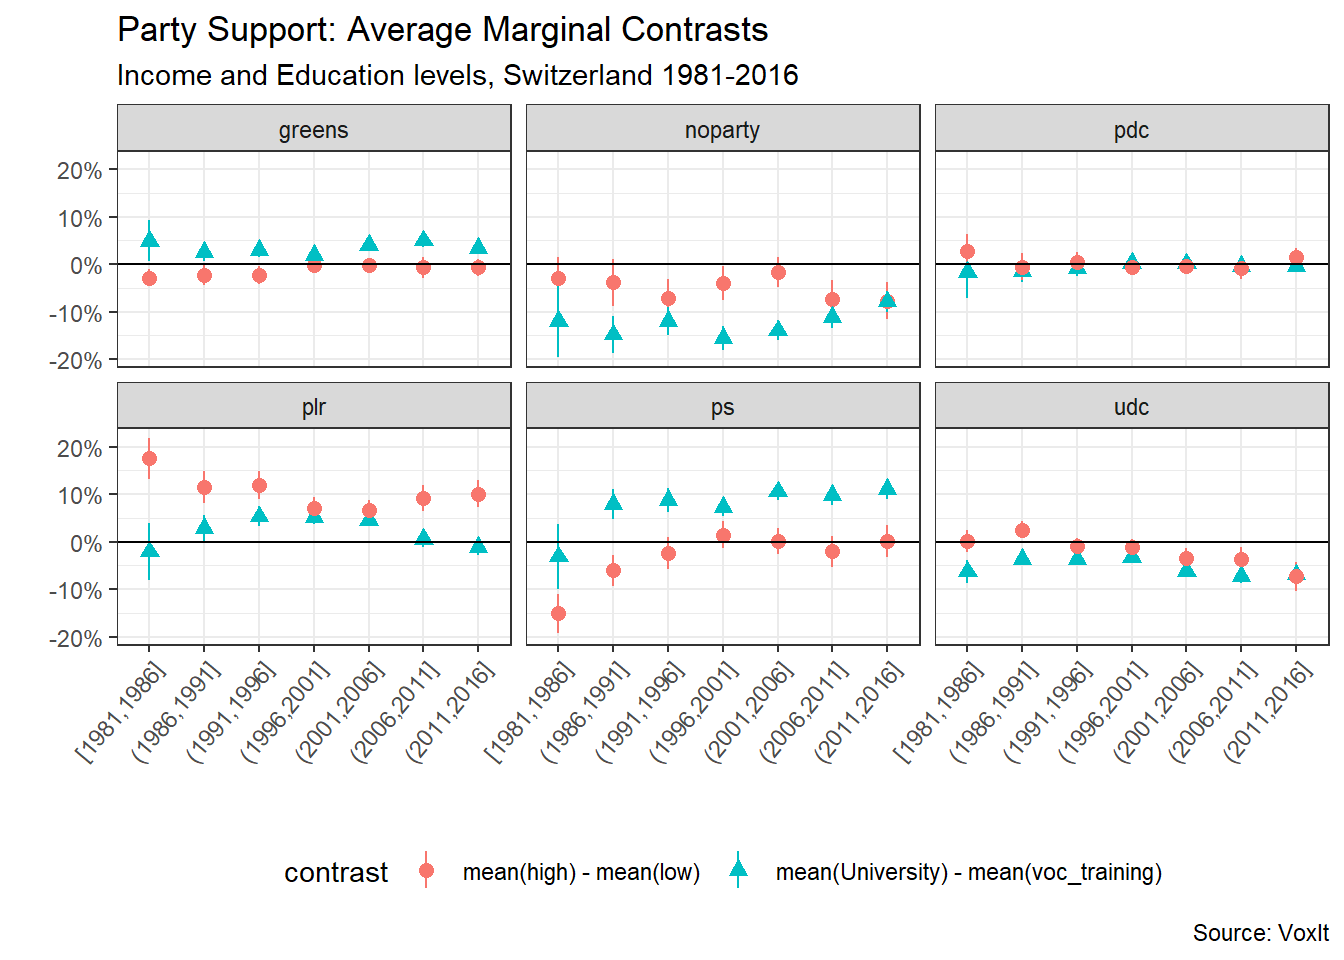 Party Support: Average Marginal Contrasts
Income and Education levels, Switzerland 1981-2016
greens noparty pdc
20%
10%
0%
-10%
-20%
plr ps udc
20%
10%
0%
-10%
-20%
[1981,1986] (1986,1991] (1991,1996] (1996,2001] (2001,2006] (2006,2011] (2011,2016] [1981,1986] (1986,1991] (1991,1996] (1996,2001] (2001,2006] (2006,2011] (2011,2016] [1981,1986] (1986,1991] (1991,1996] (1996,2001] (2001,2006] (2006,2011] (2011,2016]
contrast mean(high) - mean(low) mean(University) - mean(voc_training)
Source: VoxIt